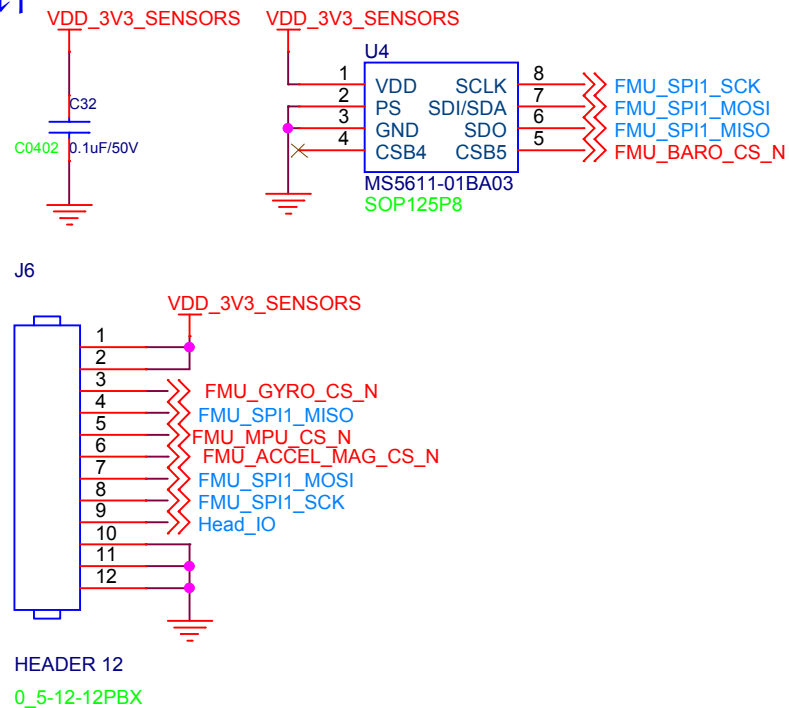 VDD_3V3_SENSORS
C32
C0402 0.1uF/50V
VDD_3V3_SENSORS
U4
1 VDD SCLK 8 FMU_SPI1_SCK
2 PS SDI/SDA 7 FMU_SPI1_MOSI
3 GND SDO 6 FMU_SPI1_MISO
4 CSB4 CSB5 5 FMU_BARO_CS_N
MS5611-01BA03
SOP125P8
J6
VDD_3V3_SENSORS
1
2
3 FMU_GYRO_CS_N
4 FMU_SPI1_MISO
5 FMU_MPU_CS_N
6 FMU_ACCEL_MAG_CS_N
7 FMU_SPI1_MOSI
8 FMU_SPI1_SCK
9 Head_IO
10
11
12
HEADER 12
0_5-12-12PBX